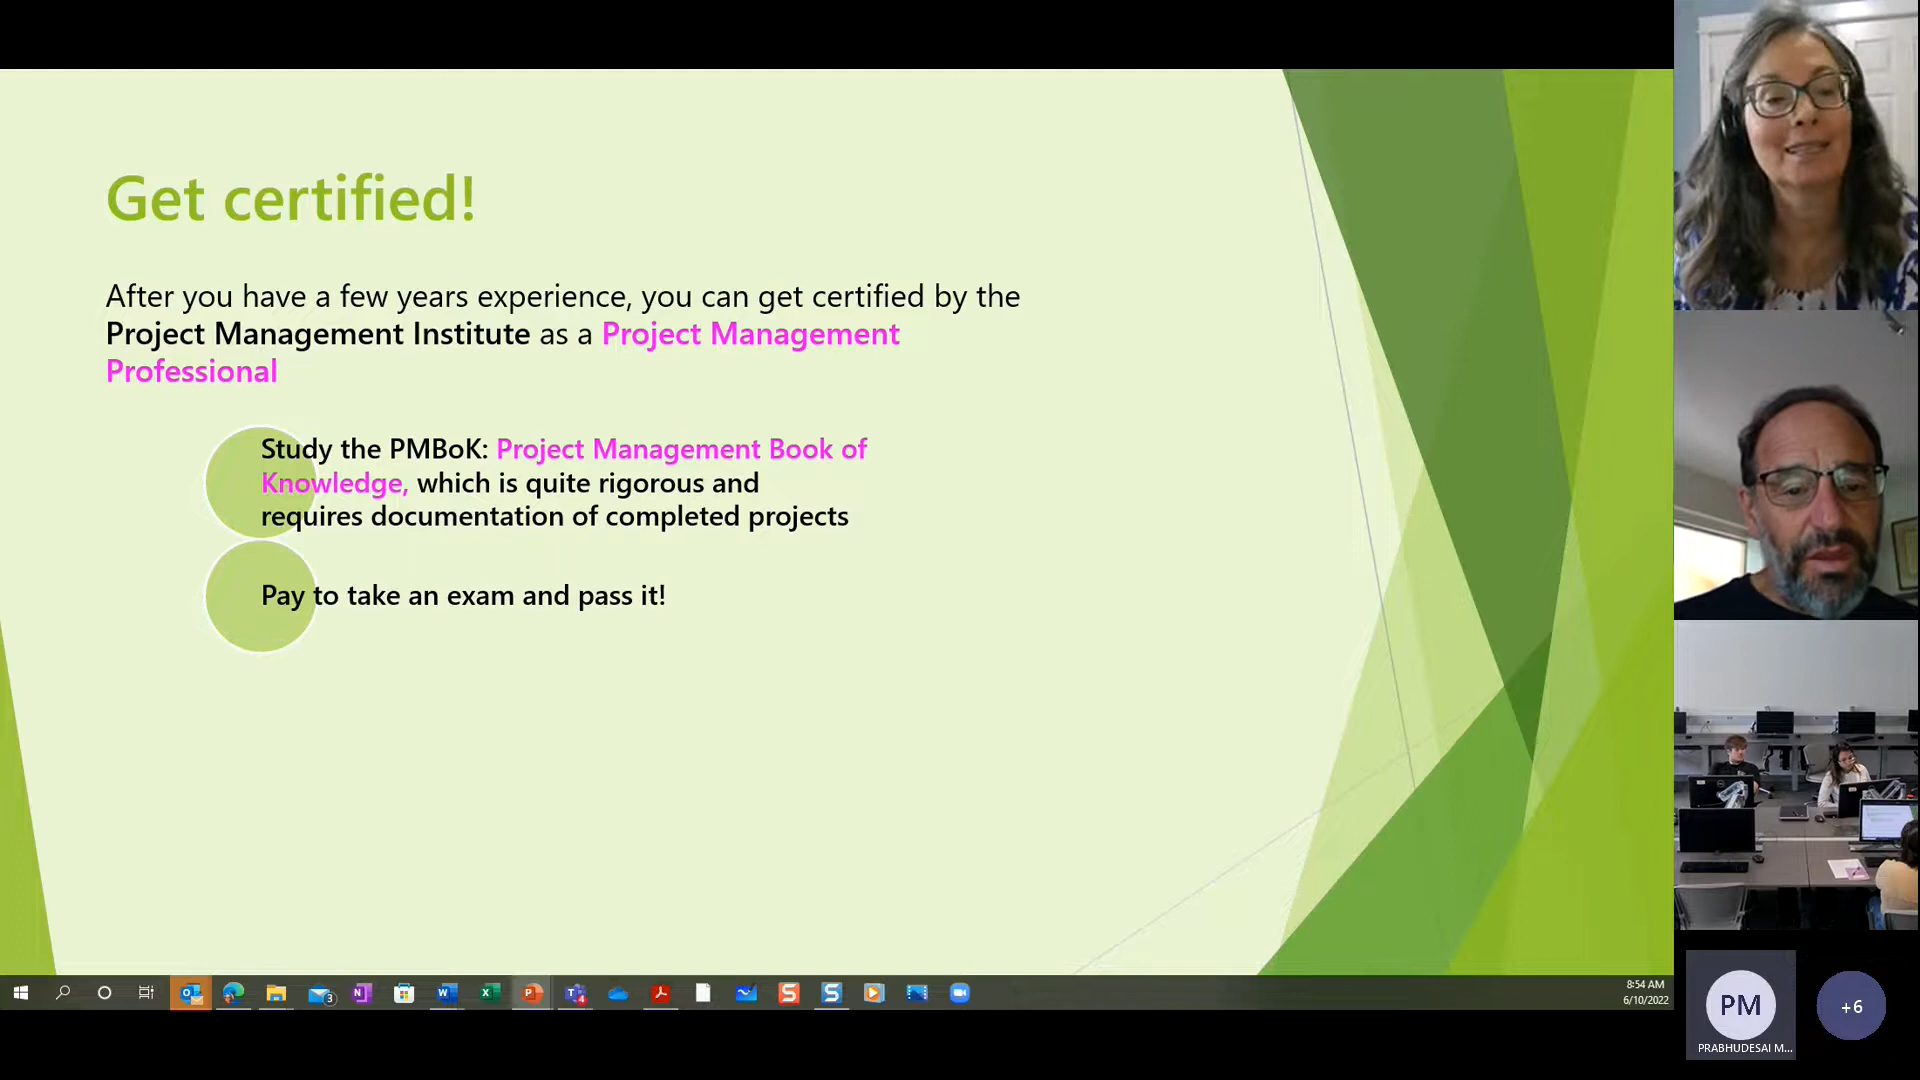 Get certified!
After you have a few years experience, you can get certified by the
Project Management Institute as a Project Management
Professional
Study the PMBoK: Project Management Book of
Knowledge, which is quite rigorous and
requires documentation of completed projects
Pay to take an exam and pass it!
3
4
8:54 AM
6/10/2022
PM
PRABHUDESAI M...
+6